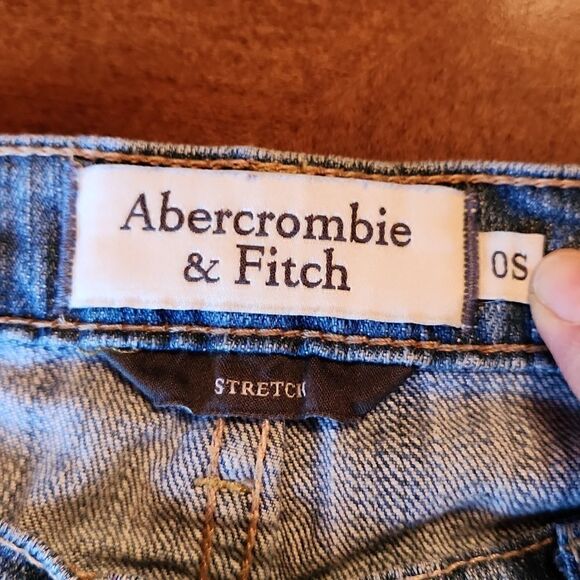 Abercrombie
& Fitch
0S
STRETCH